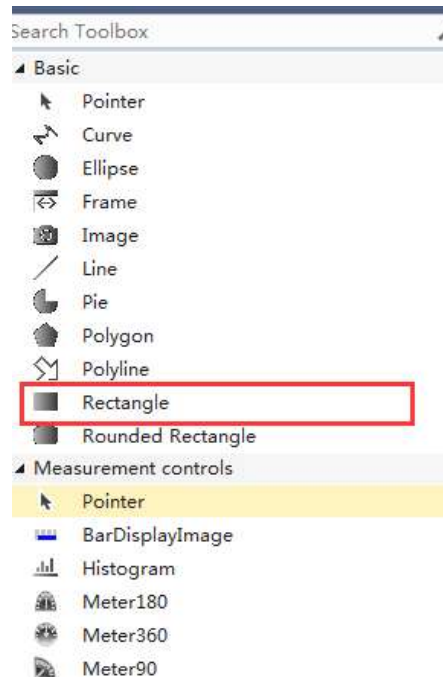 Search Toolbox
Basic
Pointer
Curve
Ellipse
Frame
Image
Line
Pie
Polygon
Polyline
Rectangle
Rounded Rectangle
Measurement controls
Pointer
BarDisplayImage
Histogram
Meter180
Meter360
Meter90